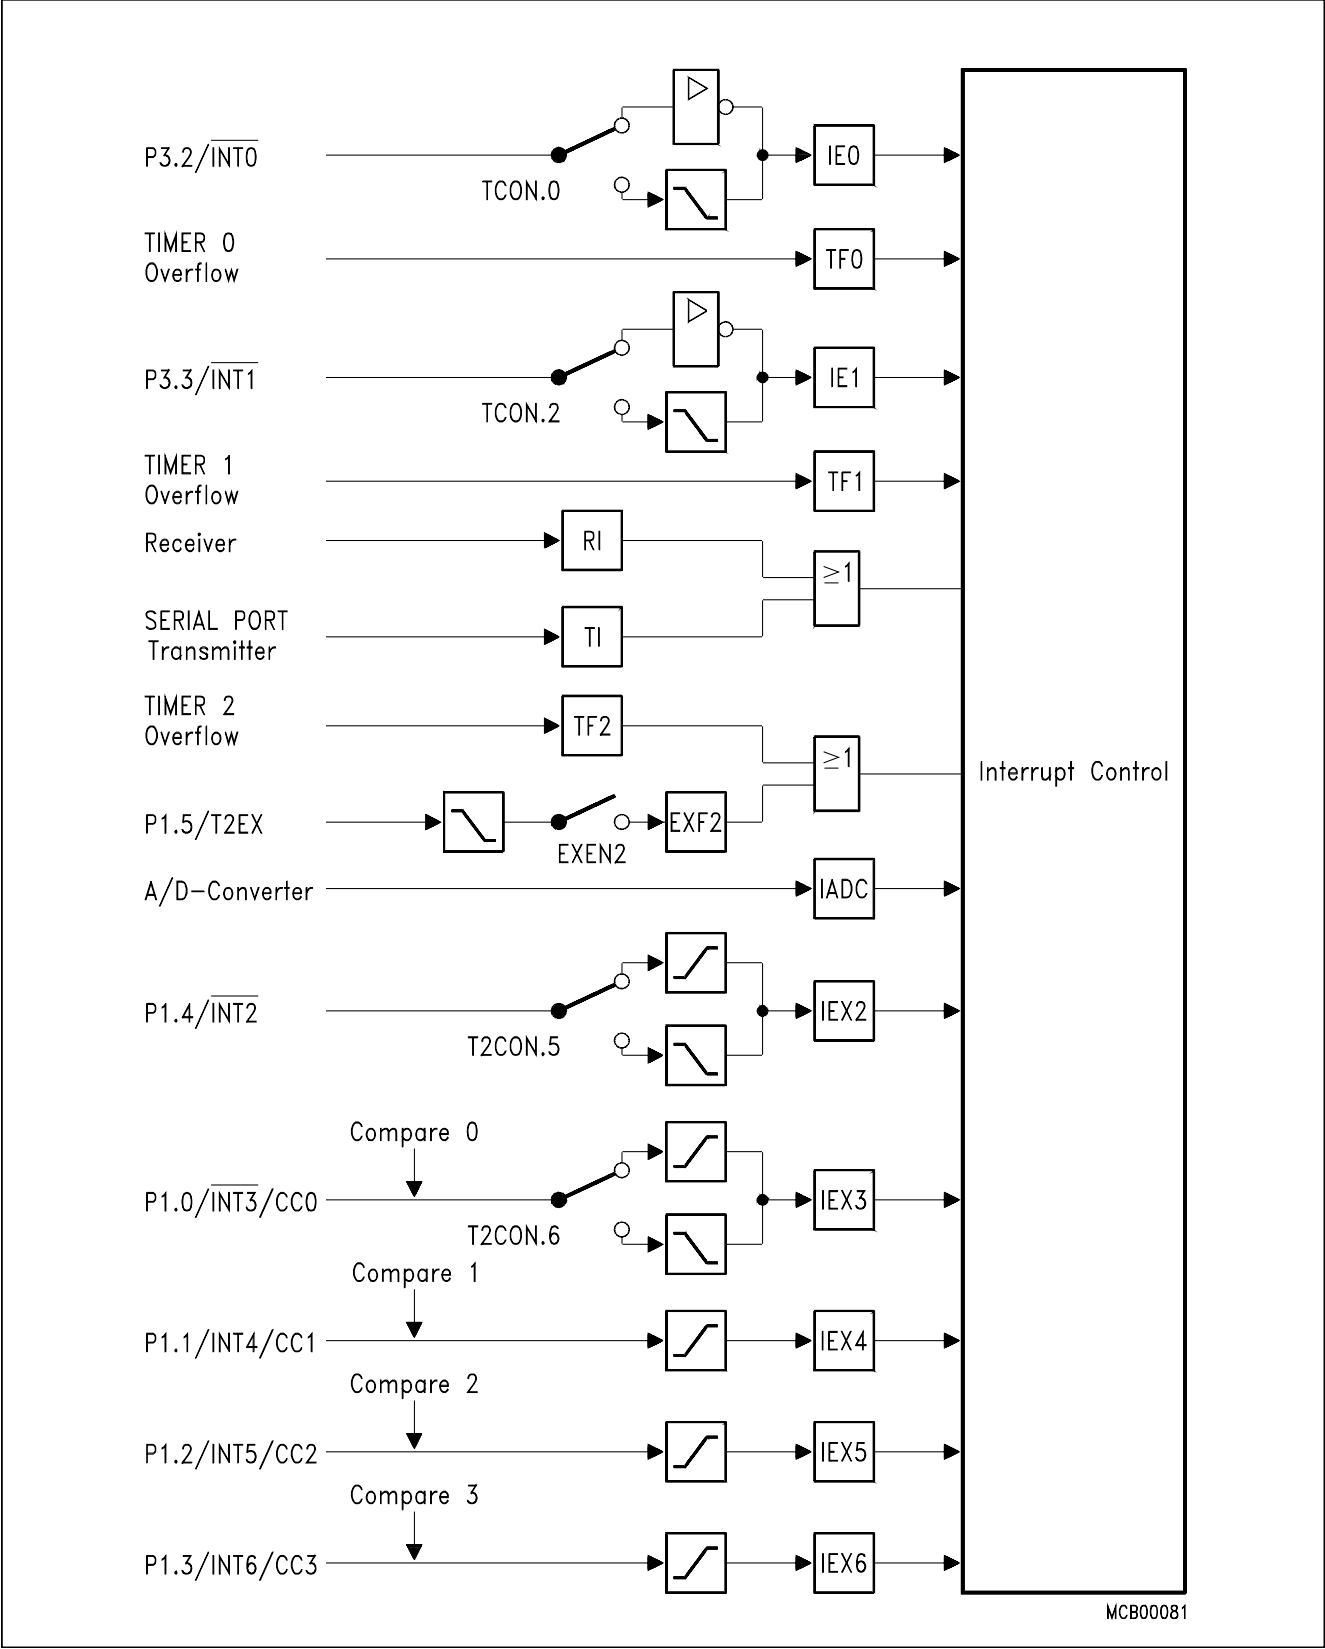 P3.2/INT0
TCON.0
IE0
TIMER 0
Overflow
TF0
P3.3/INT1
TCON.2
IE1
TIMER 1
Overflow
TF1
Receiver
RI
≥1
SERIAL PORT
Transmitter
TI
TIMER 2
Overflow
TF2
≥1
Interrupt Control
P1.5/T2EX
EXEN2
EXF2
A/D-Converter
IADC
P1.4/INT2
T2CON.5
IEX2
Compare 0
P1.0/INT3/CC0
T2CON.6
IEX3
Compare 1
P1.1/INT4/CC1
IEX4
Compare 2
P1.2/INT5/CC2
IEX5
Compare 3
P1.3/INT6/CC3
IEX6
MCB00081